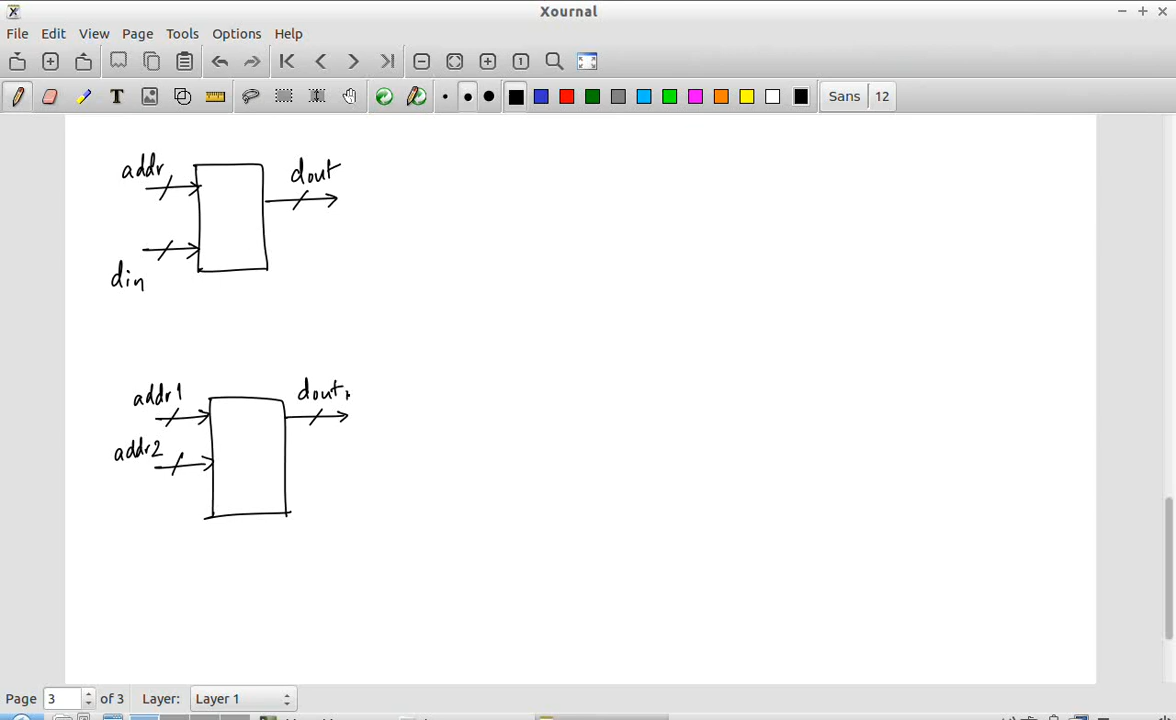 Xournal
File Edit View Page Tools Options Help
Sans 12
addr
dout
din
addr1
dout
addr2
Page 3 of 3 Layer: Layer 1